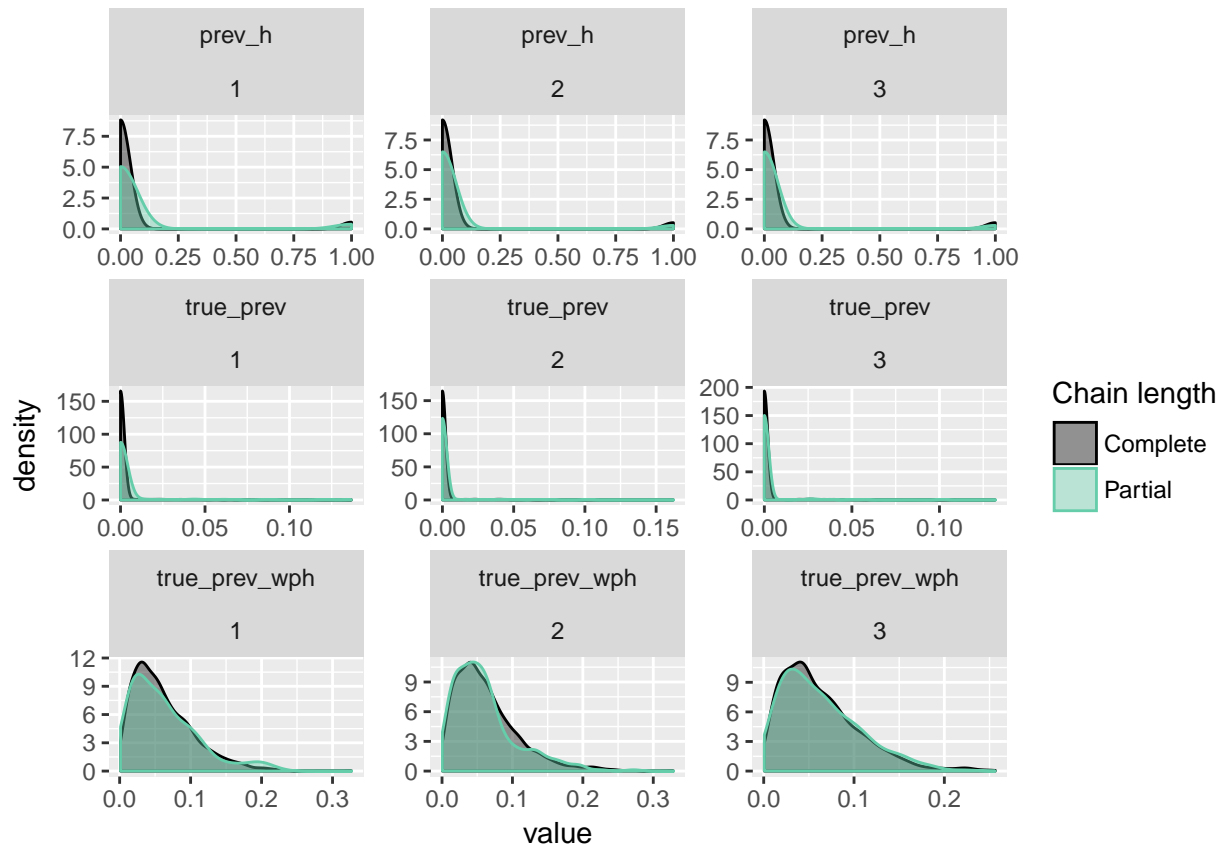 prev_h prev_h prev_h
1 2 3
7.5 7.5 7.5
5.0 5.0 5.0
2.5 2.5 2.5
0.0 0.0 0.0
0.00 0.25 0.50 0.75 1.00 0.00 0.25 0.50 0.75 1.00 0.00 0.25 0.50 0.75 1.00
true_prev true_prev true_prev
1 2 3
200
150 150 150
100 100 100
50 50 50
0 0 0
0.00 0.05 0.10 0.00 0.05 0.10 0.15 0.00 0.05 0.10
true_prev_wph true_prev_wph true_prev_wph
1 2 3
12
9 9 9
6 6 6
3 3 3
0 0 0
0.0 0.1 0.2 0.3 0.0 0.1 0.2 0.3 0.0 0.1 0.2
value
density
Chain length
Complete
Partial